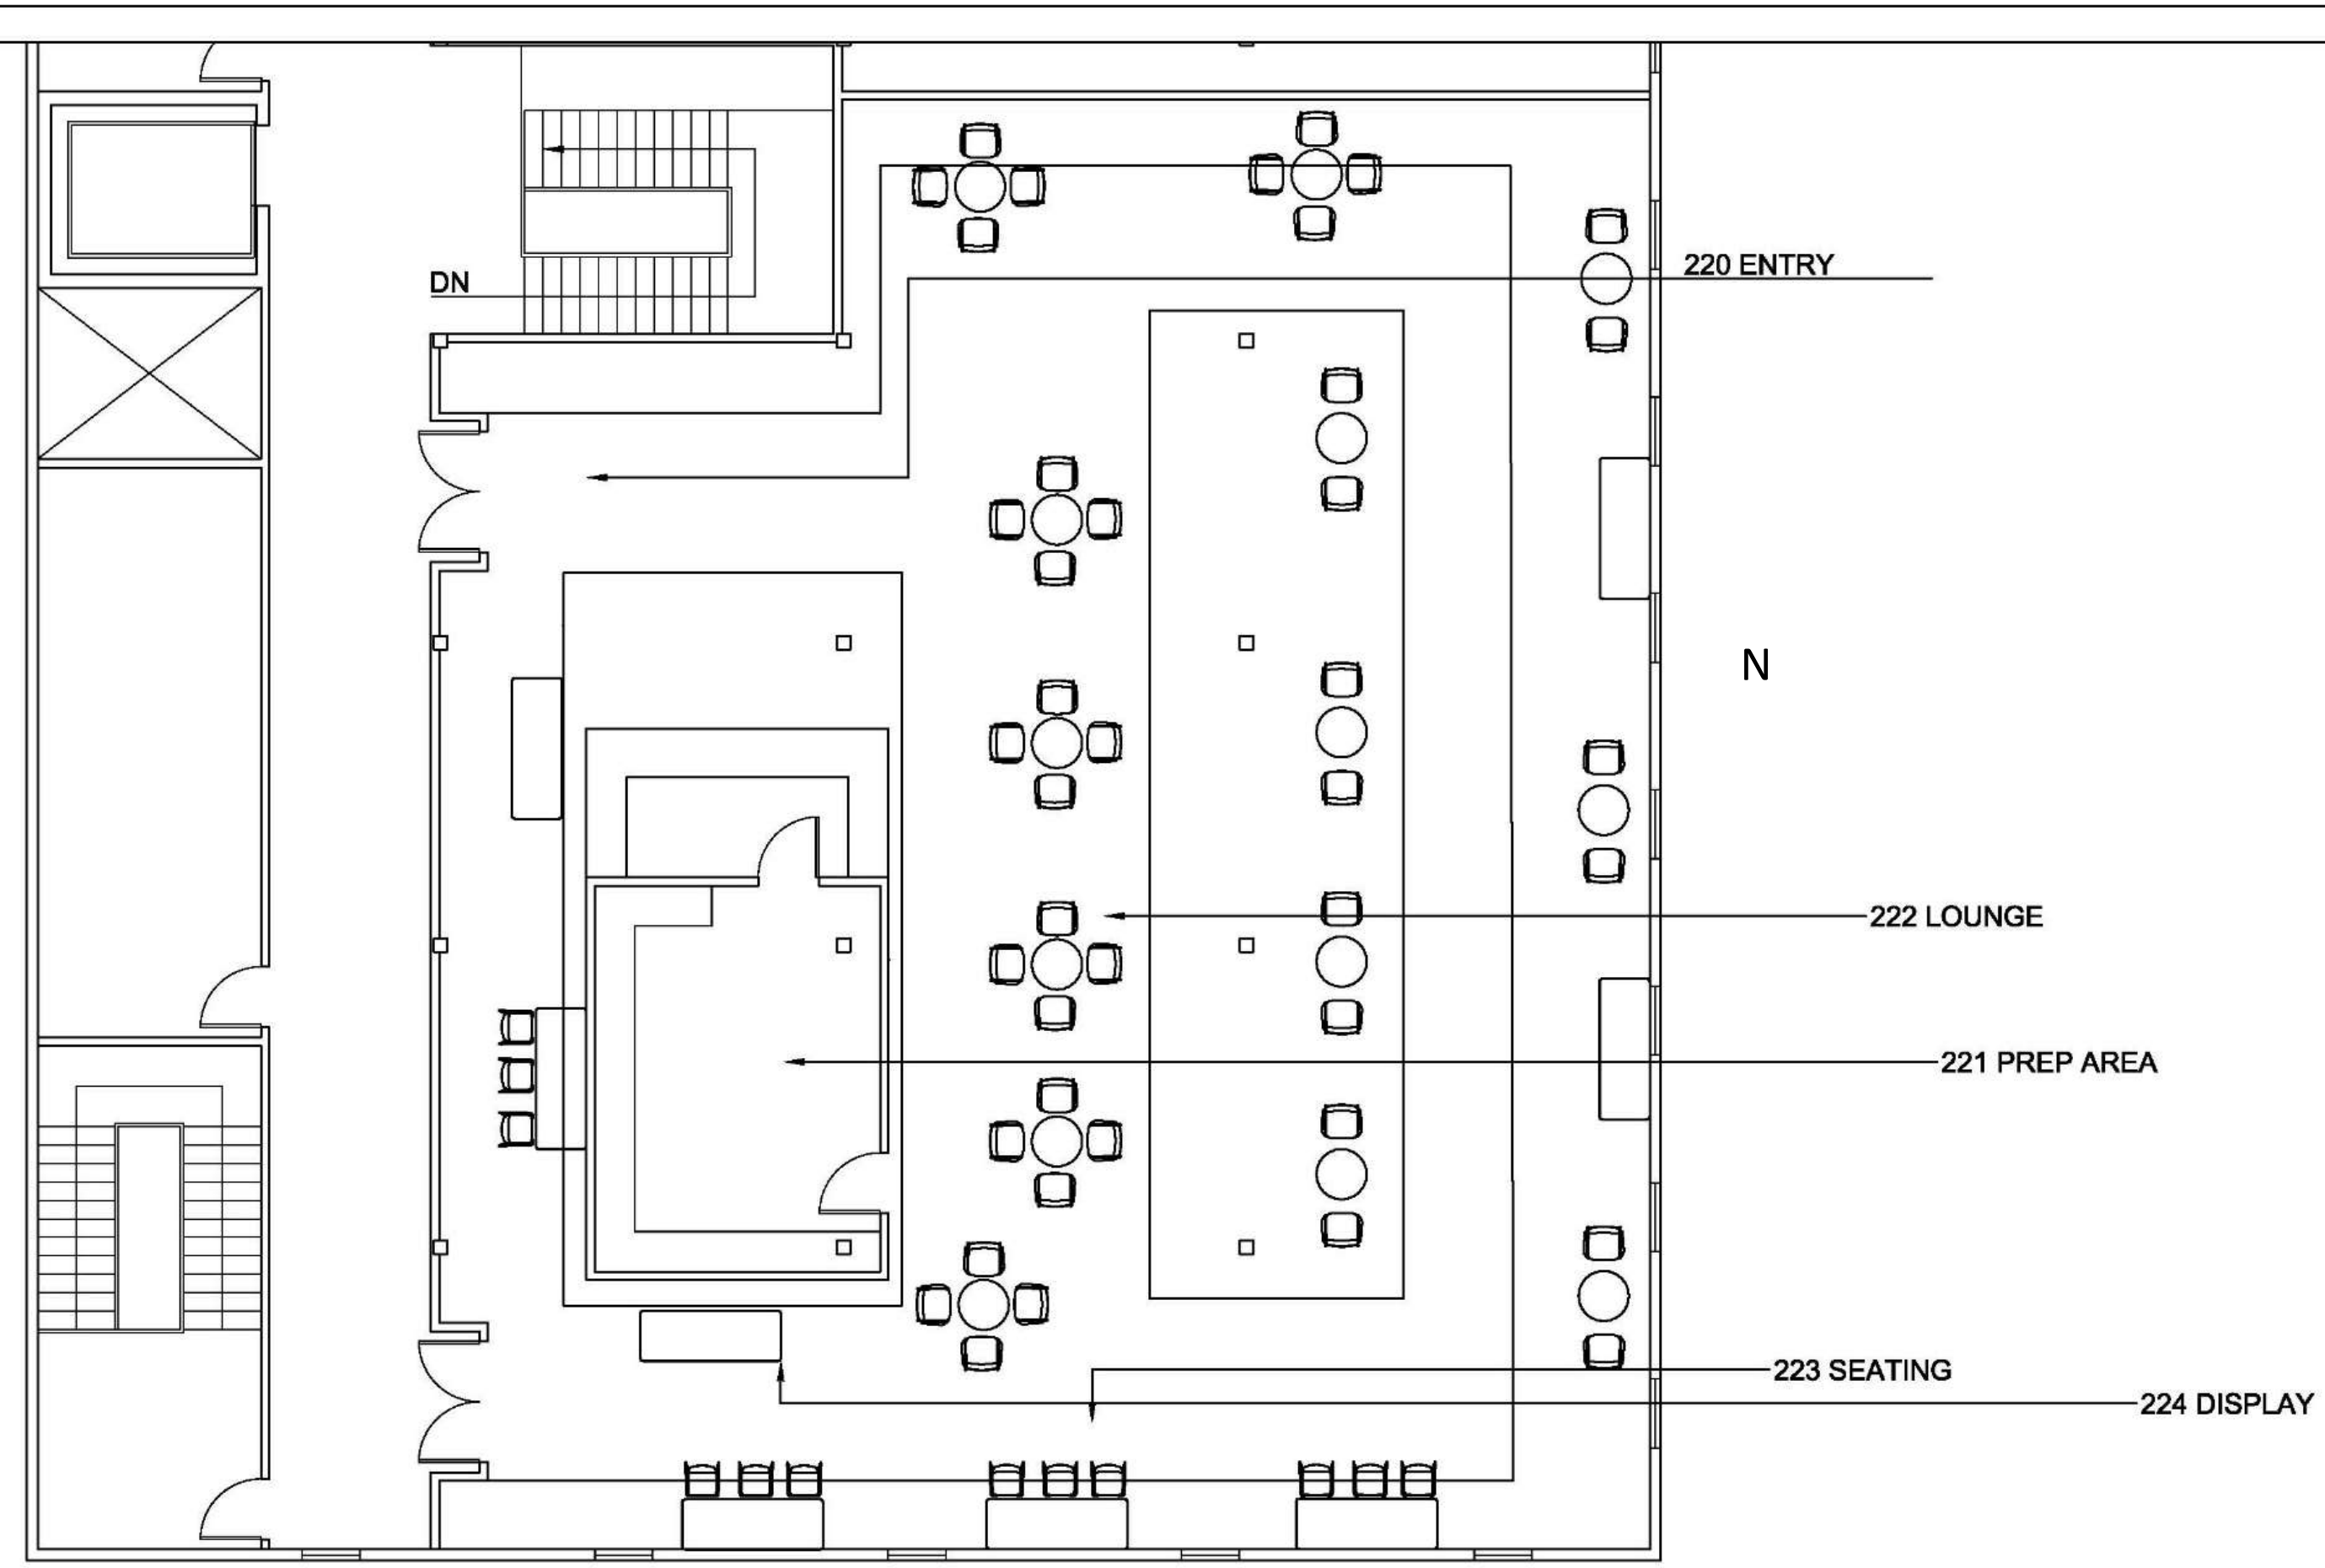 220 ENTRY
DN
N
222 LOUNGE
221 PREP AREA
223 SEATING
224 DISPLAY